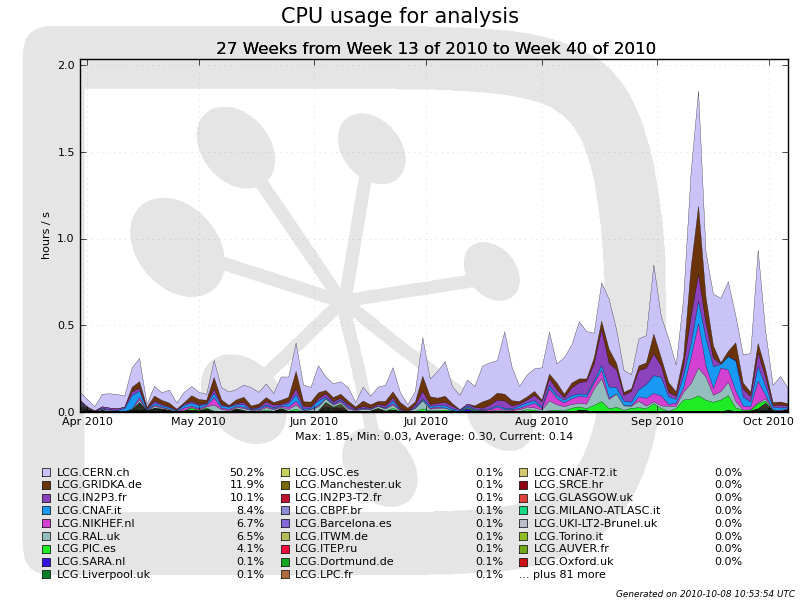 CPU usage for analysis
27 Weeks from Week 13 of 2010 to Week 40 of 2010
2.0
1.5
1.0
0.5
0.0
hours / s
Apr 2010 May 2010 Jun 2010 Jul 2010 Aug 2010 Sep 2010 Oct 2010
Max: 1.85, Min: 0.03, Average: 0.30, Current: 0.14
LCG.CERN.ch 50.2% LCG.USC.es 0.1% LCG.CNAF-T2.it 0.0%
LCG.GRIDKA.de 11.9% LCG.Manchester.uk 0.1% LCG.SRCE.hr 0.0%
LCG.IN2P3.fr 10.1% LCG.IN2P3-T2.fr 0.1% LCG.GLASGOW.uk 0.0%
LCG.CNAF.it 8.4% LCG.CBPF.br 0.1% LCG.MILANO-ATLASC.it 0.0%
LCG.NIKHEF.nl 6.7% LCG.Barcelona.es 0.1% LCG.UKI-LT2-Brunel.uk 0.0%
LCG.RAL.uk 6.5% LCG.ITWM.de 0.1% LCG.Torino.it 0.0%
LCG.PIC.es 4.1% LCG.ITEP.ru 0.1% LCG.AUVER.fr 0.0%
LCG.SARA.nl 0.1% LCG.Dortmund.de 0.1% LCG.Oxford.uk 0.0%
LCG.Liverpool.uk 0.1% LCG.LPC.fr 0.1% ... plus 81 more
Generated on 2010-10-08 10:53:54 UTC